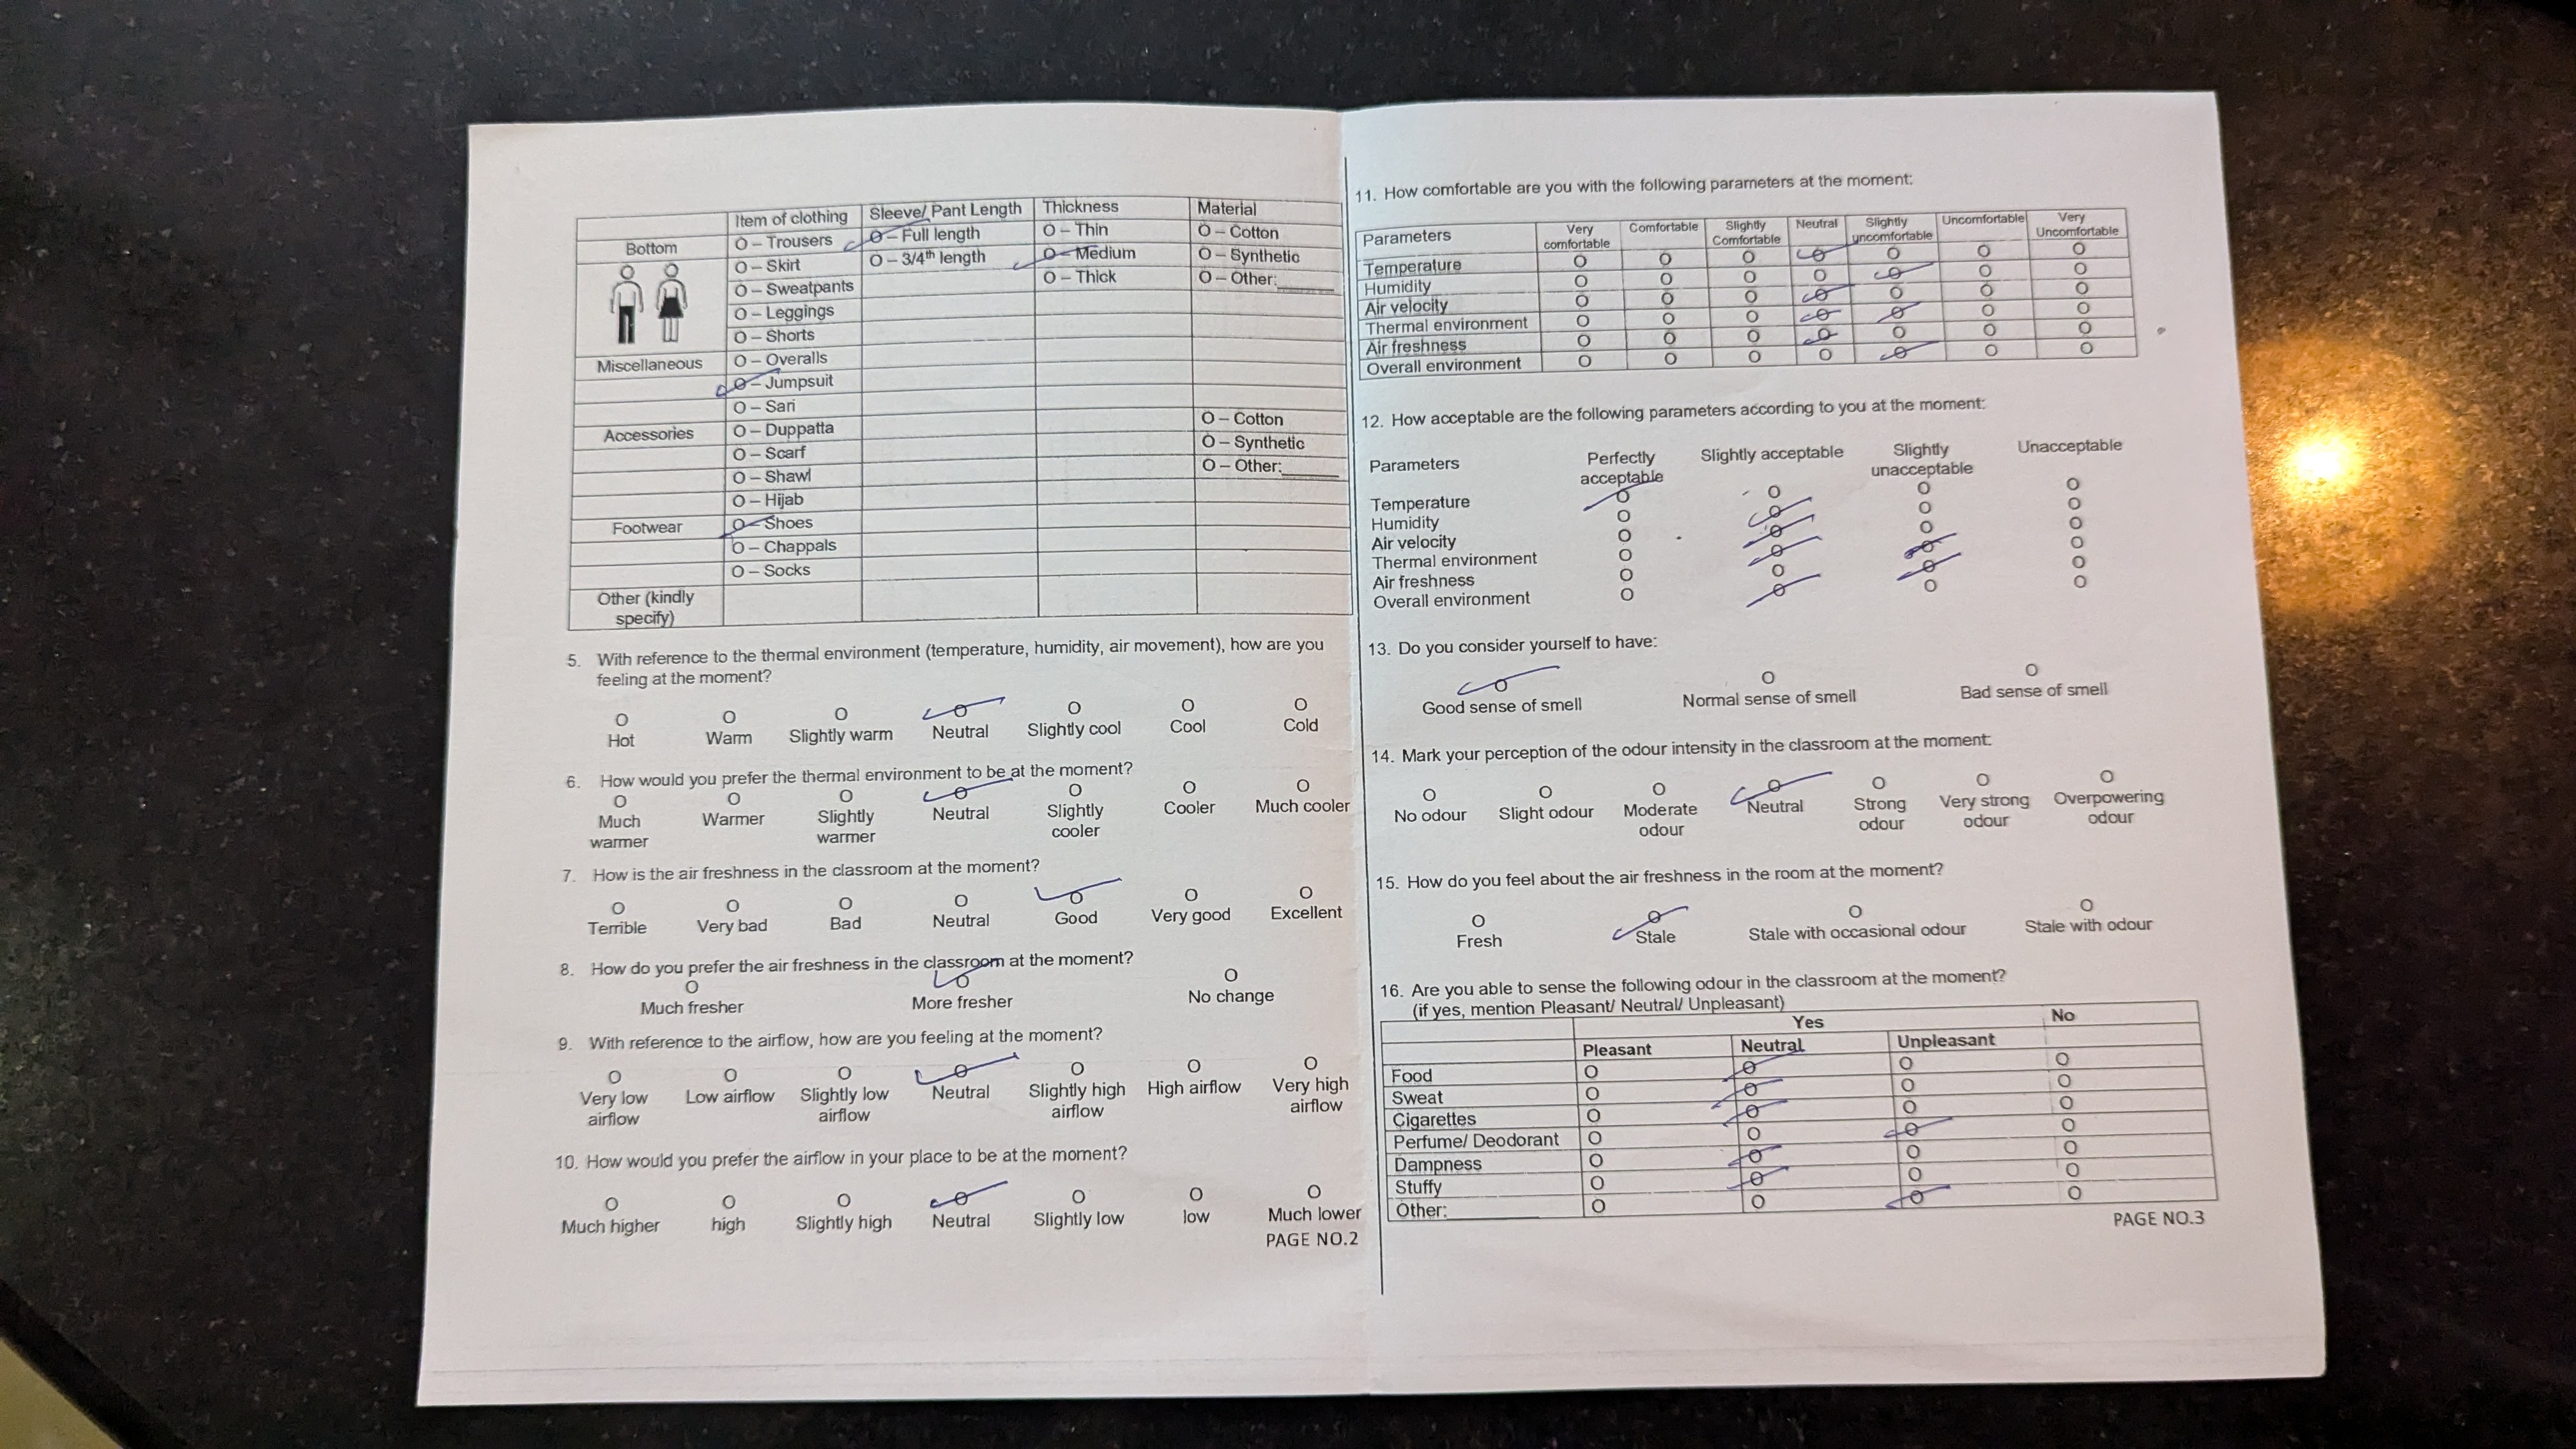 Item of clothing Sleeve/ Pant Length Thickness Material
Bottom O – Trousers O – Full length O – Thin O – Cotton
O – Skirt O – 3/4th length O – Medium O – Synthetic
O – Sweatpants O – Thick O – Other:______
O – Leggings
O – Shorts
Miscellaneous O – Overalls
O – Jumpsuit
O – Sari O – Cotton
Accessories O – Duppatta O – Synthetic
O – Scarf O – Other:______
O – Shawl
O – Hijab
Footwear O – Shoes
O – Chappals
O – Socks
Other (kindly
specify)
5. With reference to the thermal environment (temperature, humidity, air movement), how are you
feeling at the moment?
O O O O O O O
Hot Warm Slightly warm Neutral Slightly cool Cool Cold
6. How would you prefer the thermal environment to be at the moment?
O O O O O O O
Much Warmer Slightly Neutral Slightly Cooler Much cooler
warmer warmer cooler
7. How is the air freshness in the classroom at the moment?
O O O O O O O
Terrible Very bad Bad Neutral Good Very good Excellent
8. How do you prefer the air freshness in the classroom at the moment?
O O O
Much fresher More fresher No change
9. With reference to the airflow, how are you feeling at the moment?
O O O O O O O
Very low Low airflow Slightly low Neutral Slightly high High airflow Very high
airflow airflow airflow airflow
10. How would you prefer the airflow in your place to be at the moment?
O O O O O O O
Much higher high Slightly high Neutral Slightly low low Much lower
PAGE NO.2
11. How comfortable are you with the following parameters at the moment:
Parameters Very Comfortable Slightly Neutral Slightly Uncomfortable Very
comfortable Comfortable uncomfortable Uncomfortable
Temperature O O O O O O O
Humidity O O O O O O O
Air velocity O O O O O O O
Thermal environment O O O O O O O
Air freshness O O O O O O O
Overall environment O O O O O O O
12. How acceptable are the following parameters according to you at the moment:
Parameters Perfectly Slightly acceptable Slightly Unacceptable
acceptable unacceptable
Temperature O O O O
Humidity O O O O
Air velocity O O O O
Thermal environment O O O O
Air freshness O O O O
Overall environment O O O O
13. Do you consider yourself to have:
O O O
Good sense of smell Normal sense of smell Bad sense of smell
14. Mark your perception of the odour intensity in the classroom at the moment:
O O O O O O O
No odour Slight odour Moderate Neutral Strong Very strong Overpowering
odour odour odour odour
15. How do you feel about the air freshness in the room at the moment?
O O O O
Fresh Stale Stale with occasional odour Stale with odour
16. Are you able to sense the following odour in the classroom at the moment?
(if yes, mention Pleasant/ Neutral/ Unpleasant)
Yes No
Pleasant Neutral Unpleasant
Food O O O O
Sweat O O O O
Cigarettes O O O O
Perfume/ Deodorant O O O O
Dampness O O O O
Stuffy O O O O
Other:__________ O O O O
PAGE NO.3